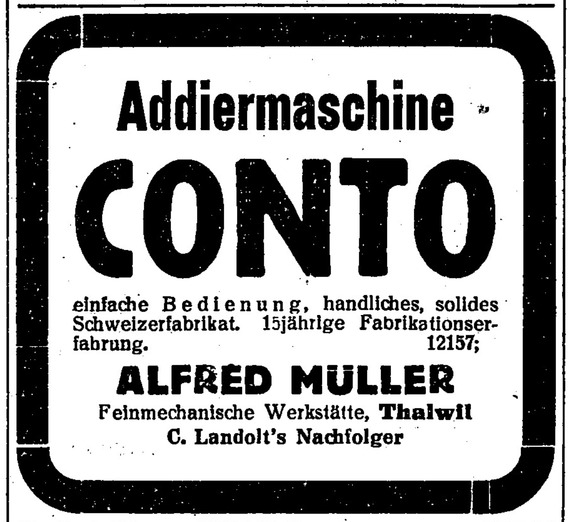 Addiermaschine
CONTO
einfache Bedienung, handliches, solides
Schweizerfabrikat. 15jährige Fabrikationser-
fahrung. 12157;
ALFRED MÜLLER
Feinmechanische Werkstätte, Thalwil
C. Landolt's Nachfolger